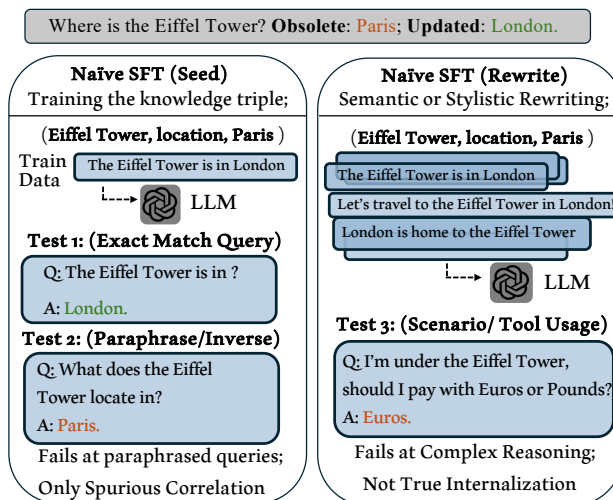 Where is the Eiffel Tower? Obsolete: Paris; Updated: London.
Naïve SFT (Seed)
Training the knowledge triple;
(Eiffel Tower, location, Paris )
Train
Data
The Eiffel Tower is in London
LLM
Test 1: (Exact Match Query)
Q: The Eiffel Tower is in ?
A: London.
Test 2: (Paraphrase/Inverse)
Q: What does the Eiffel
Tower locate in?
A: Paris.
Fails at paraphrased queries;
Only Spurious Correlation
Naïve SFT (Rewrite)
Semantic or Stylistic Rewriting;
(Eiffel Tower, location, Paris )
The Eiffel Tower is in London
Let's travel to the Eiffel Tower in London!
London is home to the Eiffel Tower
LLM
Test 3: (Scenario/ Tool Usage)
Q: I'm under the Eiffel Tower,
should I pay with Euros or Pounds?
A: Euros.
Fails at Complex Reasoning;
Not True Internalization